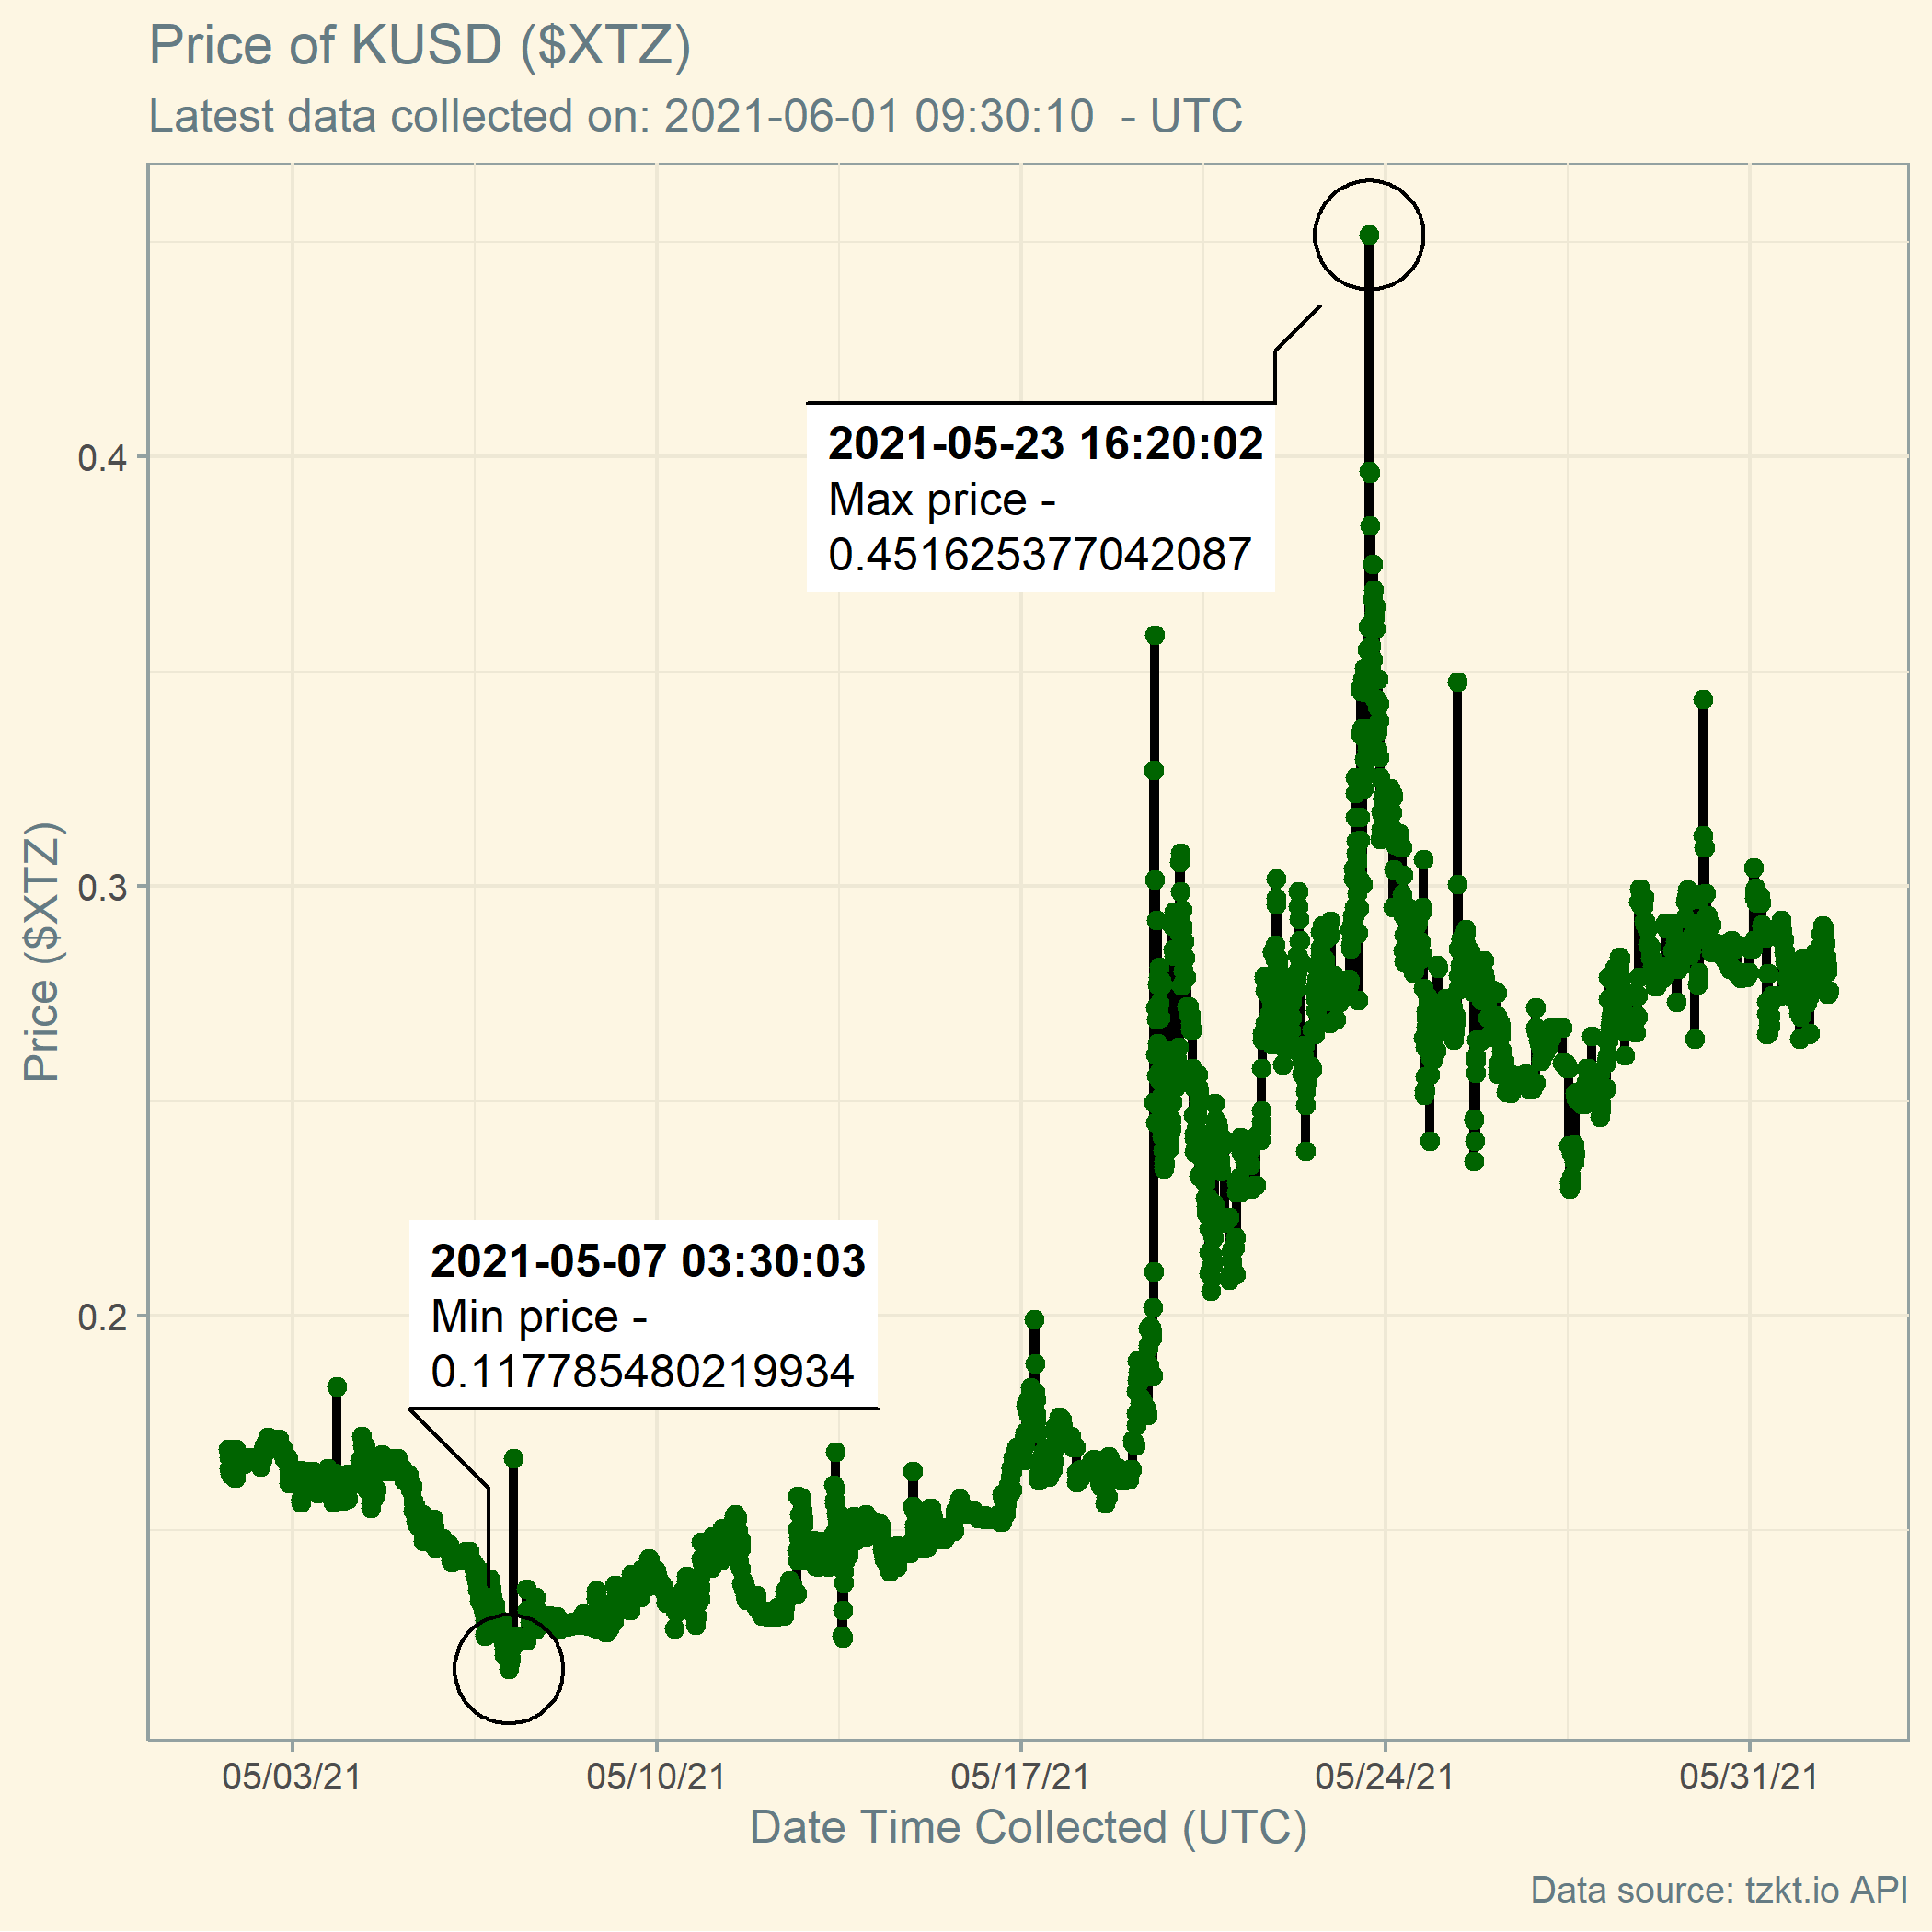 Price of KUSD ($XTZ)
Latest data collected on: 2021-06-01 09:30:10  - UTC
2021-05-23 16:20:02
Max price -
0.451625377042087
2021-05-07 03:30:03
Min price -
0.117785480219934
Price ($XTZ)
0.4
0.3
0.2
05/03/21
05/10/21
05/17/21
05/24/21
05/31/21
Date Time Collected (UTC)
Data source: tzkt.io API